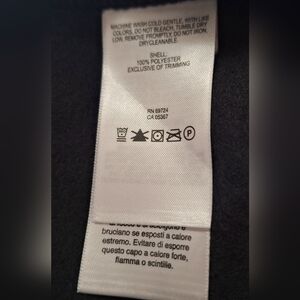 MACHINE WASH COLD GENTLE, WITH LIKE
COLORS. DO NOT BLEACH. TUMBLE DRY
LOW. REMOVE PROMPTLY. DO NOT IRON.
DRYCLEANABLE.
SHELL:
100% POLYESTER
EXCLUSIVE OF TRIMMING
RN 69724
CA 05367
P
bruciano se esposti a calore
estremo. Evitare di esporre
questo capo a calore forte,
fiamma o scintille.